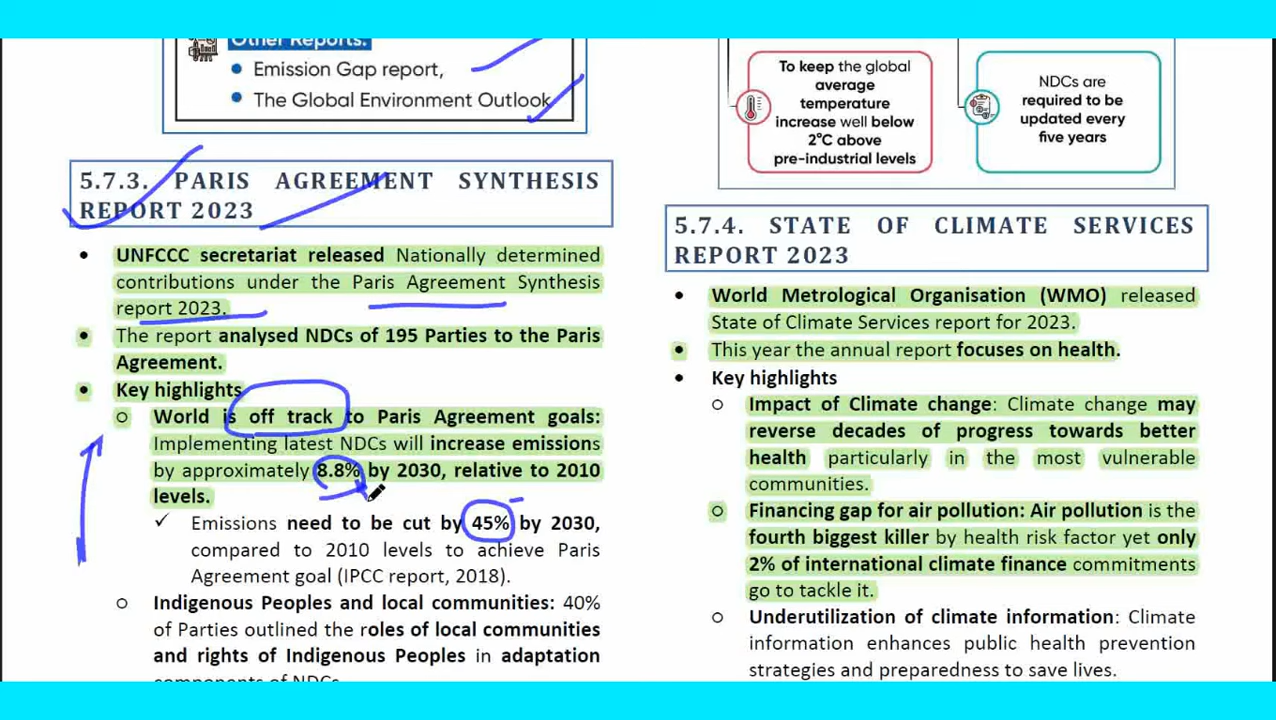 Other Reports:
Emission Gap report,
The Global Environment Outlook
5.7.3. PARIS AGREEMENT SYNTHESIS
REPORT 2023
UNFCCC secretariat released Nationally determined
contributions under the Paris Agreement Synthesis
report 2023.
The report analysed NDCs of 195 Parties to the Paris
Agreement.
Key highlights
World is off track to Paris Agreement goals:
Implementing latest NDCs will increase emissions
by approximately 8.8% by 2030, relative to 2010
levels.
Emissions need to be cut by 45% by 2030,
compared to 2010 levels to achieve Paris
Agreement goal (IPCC report, 2018).
Indigenous Peoples and local communities: 40%
of Parties outlined the roles of local communities
and rights of Indigenous Peoples in adaptation
components of NDCs
To keep the global
average
temperature
increase well below
2°C above
pre-industrial levels
NDCs are
required to be
updated every
five years
5.7.4. STATE OF CLIMATE SERVICES
REPORT 2023
World Metrological Organisation (WMO) released
State of Climate Services report for 2023.
This year the annual report focuses on health.
Key highlights
Impact of Climate change: Climate change may
reverse decades of progress towards better
health particularly in the most vulnerable
communities.
Financing gap for air pollution: Air pollution is the
fourth biggest killer by health risk factor yet only
2% of international climate finance commitments
go to tackle it.
Underutilization of climate information: Climate
information enhances public health prevention
strategies and preparedness to save lives.